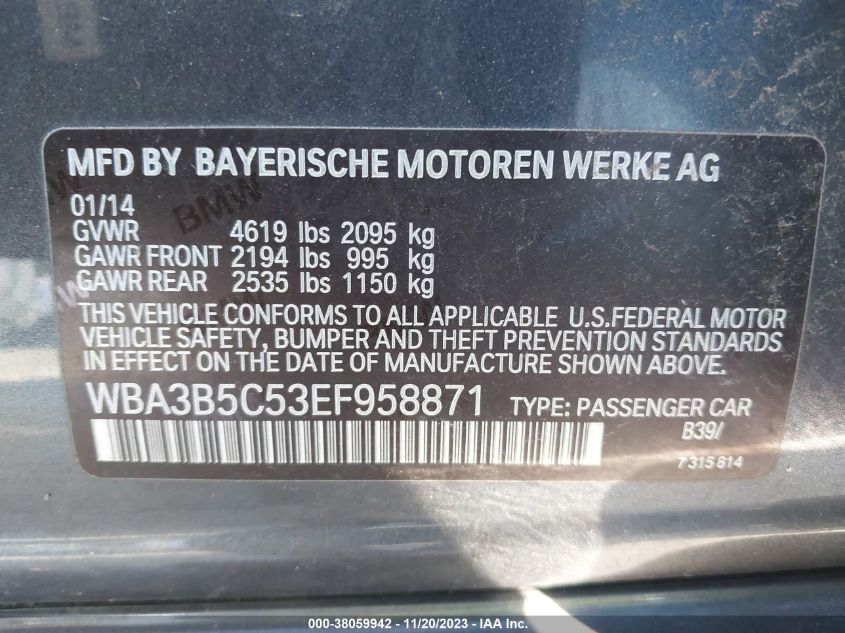 MFD BY BAYERISCHE MOTOREN WERKE AG
01/14
GVWR 4619 lbs 2095 kg
GAWR FRONT 2194 lbs 995 kg
GAWR REAR 2535 lbs 1150 kg
THIS VEHICLE CONFORMS TO ALL APPLICABLE U.S.FEDERAL MOTOR
VEHICLE SAFETY, BUMPER AND THEFT PREVENTION STANDARDS
IN EFFECT ON THE DATE OF MANUFACTURE SHOWN ABOVE.
WBA3B5C53EF958871 TYPE: PASSENGER CAR
B39/
7 315 814
000-38059942 - 11/20/2023 - IAA, Inc.